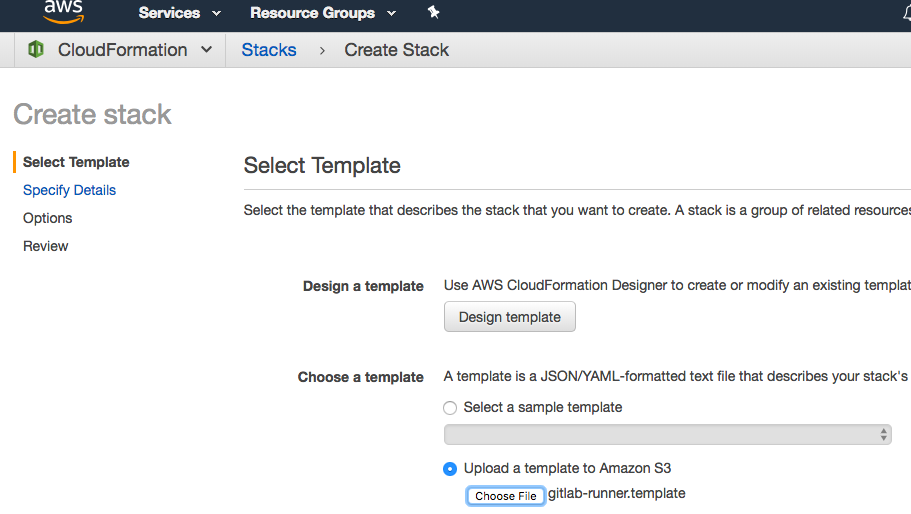 aws
Services Resource Groups
CloudFormation Stacks › Create Stack
Create stack
Select Template
Specify Details
Options
Review
Select Template
Select the template that describes the stack that you want to create. A stack is a group of related resources
Design a template
Use AWS CloudFormation Designer to create or modify an existing templat
Design template
Choose a template
A template is a JSON/YAML-formatted text file that describes your stack's
Select a sample template
Upload a template to Amazon S3
Choose File gitlab-runner.template